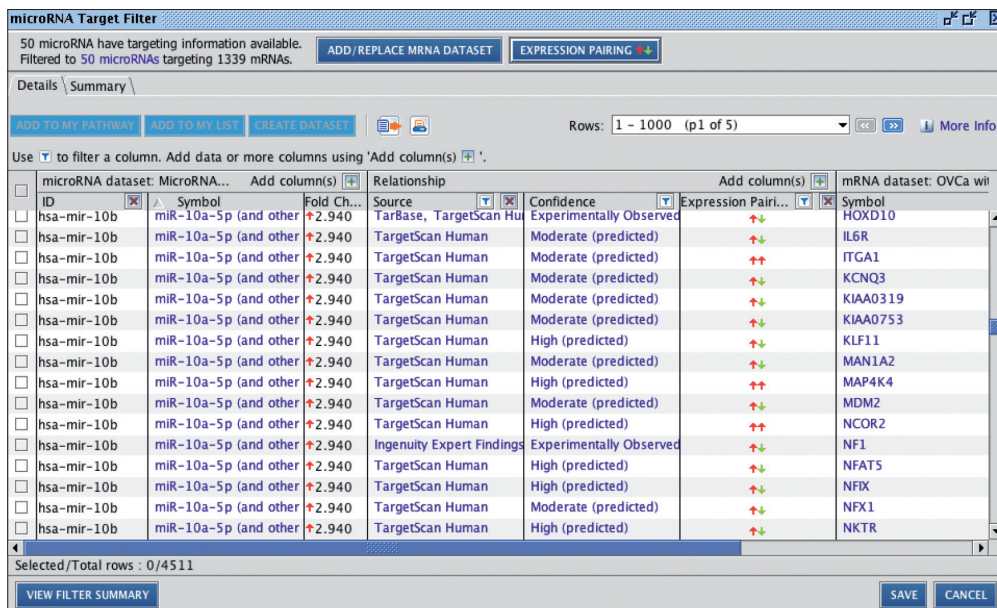 microRNA Target Filter
50 microRNA have targeting information available.
Filtered to 50 microRNAs targeting 1339 mRNAs.
ADD/REPLACE MRNA DATASET
EXPRESSION PAIRING
Details Summary
ADD TO MY PATHWAY ADD TO MY LIST CREATE DATASET Rows: 1 - 1000 (p1 of 5) << >> i More Info
Use to filter a column. Add data or more columns using 'Add column(s) + '.
microRNA dataset: MicroRNA... Add column(s) + Relationship Add column(s) + mRNA dataset: OVCa wit
ID Symbol Fold Ch... Source Confidence Expression Pairi... Symbol
hsa-mir-10b miR-10a-5p (and other 2.940 TarBase, TargetScan Hu Experimentally Observed HOXD10
hsa-mir-10b miR-10a-5p (and other 2.940 TargetScan Human Moderate (predicted) IL6R
hsa-mir-10b miR-10a-5p (and other 2.940 TargetScan Human Moderate (predicted) ITGA1
hsa-mir-10b miR-10a-5p (and other 2.940 TargetScan Human Moderate (predicted) KCNQ3
hsa-mir-10b miR-10a-5p (and other 2.940 TargetScan Human Moderate (predicted) KIAA0319
hsa-mir-10b miR-10a-5p (and other 2.940 TargetScan Human Moderate (predicted) KIAA0753
hsa-mir-10b miR-10a-5p (and other 2.940 TargetScan Human High (predicted) KLF11
hsa-mir-10b miR-10a-5p (and other 2.940 TargetScan Human Moderate (predicted) MAN1A2
hsa-mir-10b miR-10a-5p (and other 2.940 TargetScan Human High (predicted) MAP4K4
hsa-mir-10b miR-10a-5p (and other 2.940 TargetScan Human Moderate (predicted) MDM2
hsa-mir-10b miR-10a-5p (and other 2.940 TargetScan Human High (predicted) NCOR2
hsa-mir-10b miR-10a-5p (and other 2.940 Ingenuity Expert Findings Experimentally Observed NF1
hsa-mir-10b miR-10a-5p (and other 2.940 TargetScan Human High (predicted) NFAT5
hsa-mir-10b miR-10a-5p (and other 2.940 TargetScan Human High (predicted) NFIX
hsa-mir-10b miR-10a-5p (and other 2.940 TargetScan Human Moderate (predicted) NFX1
hsa-mir-10b miR-10a-5p (and other 2.940 TargetScan Human High (predicted) NKTR
Selected/Total rows : 0/4511
VIEW FILTER SUMMARY SAVE CANCEL